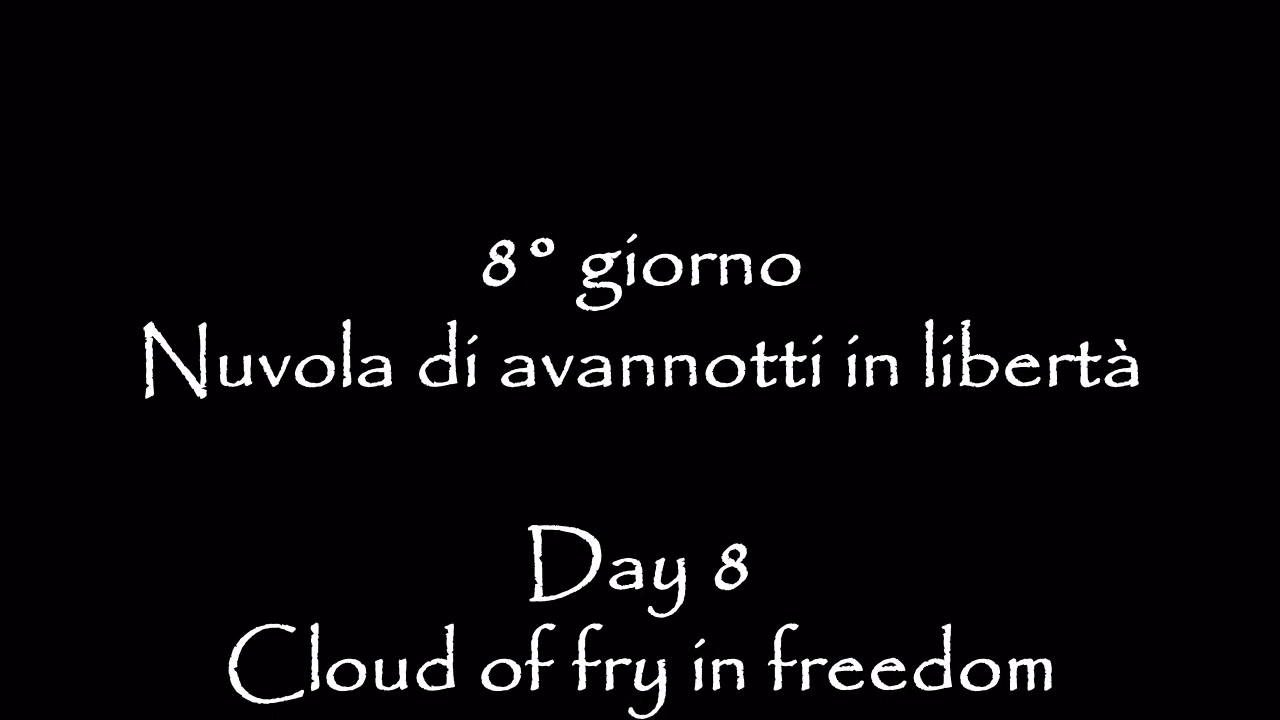 8° giorno
Nuvola di avannotti in libertà
Day 8
Cloud of fry in freedom